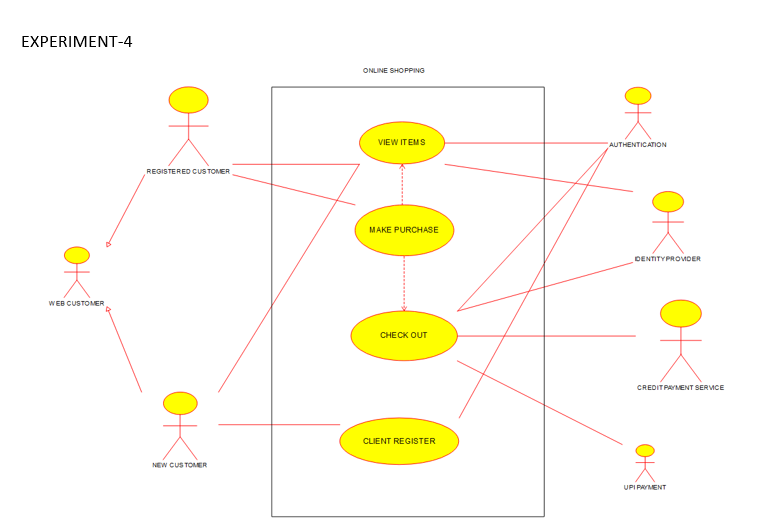 EXPERIMENT-4
ONLINE SHOPPING
VIEW ITEMS
AUTHENTICATION
REGISTERED CUSTOMER
MAKE PURCHASE
IDENTITY PROVIDER
WEB CUSTOMER
CHECK OUT
CREDIT PAYMENT SERVICE
CLIENT REGISTER
NEW CUSTOMER
UPI PAYMENT